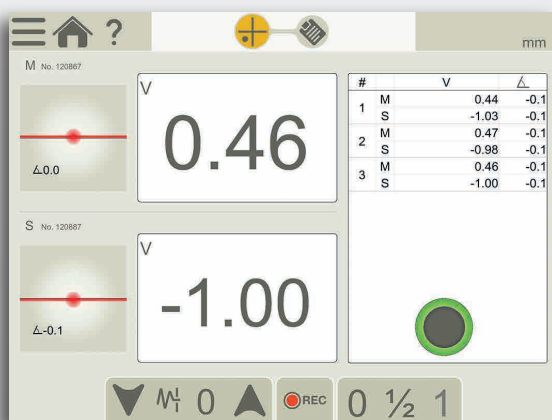 ?
mm
M No. 120867
V
0.46
∡0.0
S No. 120867
V
-1.00
∡-0.1
# V ∡
1 M 0.44 -0.1
S -1.03 -0.1
2 M 0.47 -0.1
S -0.98 -0.1
3 M 0.46 -0.1
S -1.00 -0.1
0 REC 0 ½ 1